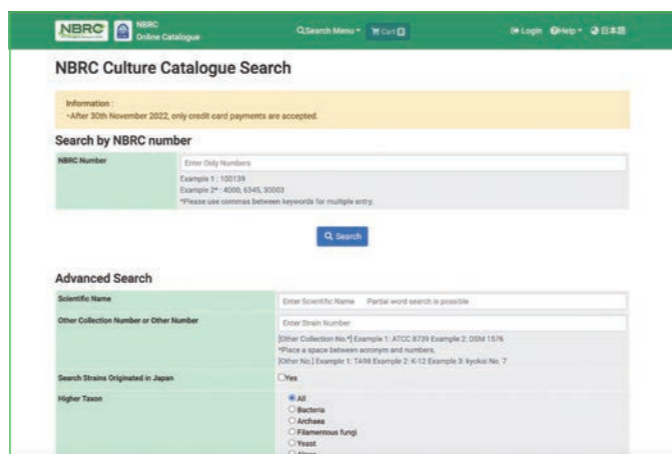 NBRC
NBRC
Online Catalogue
Search Menu
Cart 0
Login
Help
日本語
NBRC Culture Catalogue Search
Information :
・After 30th November 2022, only credit card payments are accepted.
Search by NBRC number
NBRC Number
Enter Only Numbers
Example 1 : 100139
Example 2* : 4000, 6345, 30003
*Please use commas between keywords for multiple entry.
Search
Advanced Search
Scientific Name
Enter Scientific Name Partial word search is possible
Other Collection Number or Other Number
Enter Strain Number
[Other Collection No.*] Example 1: ATCC 8739 Example 2: DSM 1576
*Place a space between acronym and numbers.
[Other No.] Example 1: TA98 Example 2: K-12 Example 3: kyokai No. 7
Search Strains Originated in Japan
Yes
Higher Taxon
All
Bacteria
Archaea
Filamentous fungi
Yeast